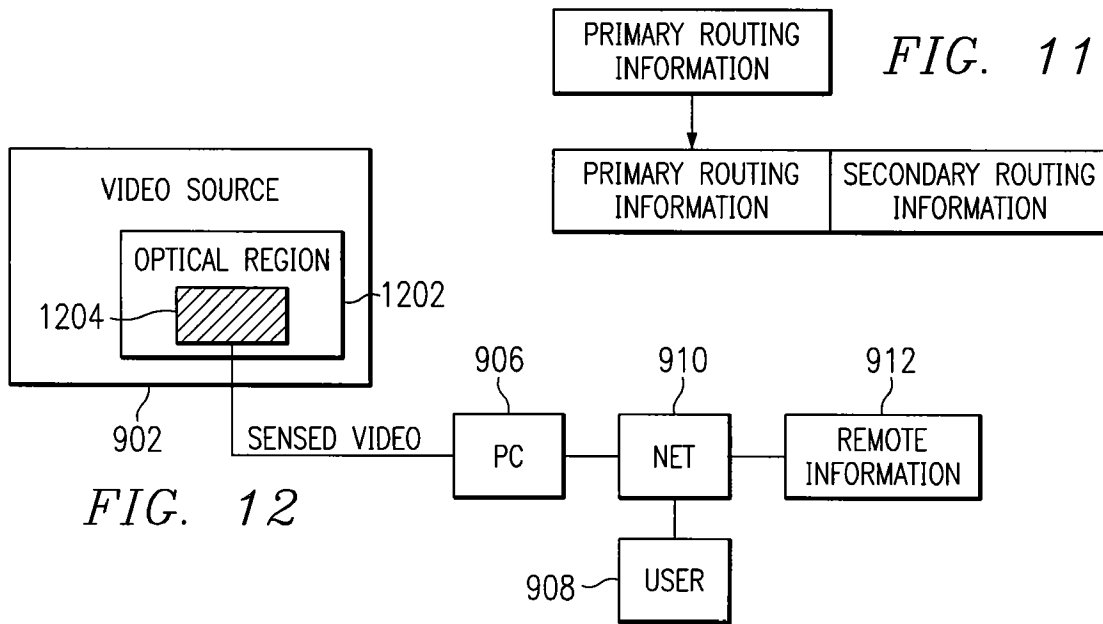 PRIMARY ROUTING
INFORMATION
FIG. 11
PRIMARY ROUTING
INFORMATION
SECONDARY ROUTING
INFORMATION
VIDEO SOURCE
OPTICAL REGION
1204
1202
902
SENSED VIDEO
906
PC
910
NET
912
REMOTE
INFORMATION
908
USER
FIG. 12